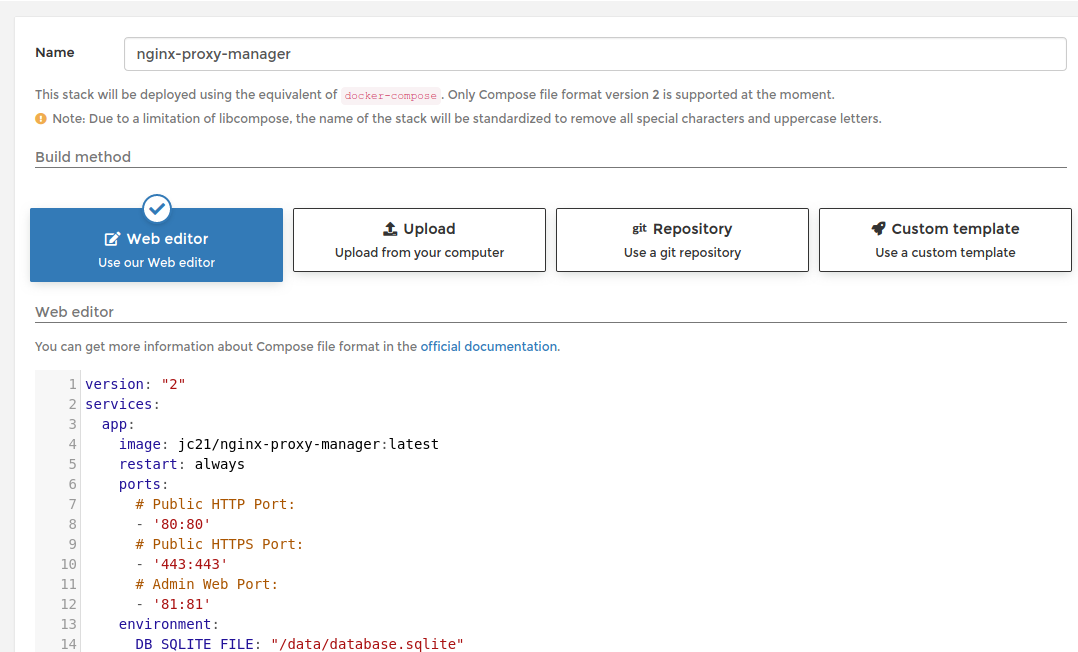 Name
nginx-proxy-manager
This stack will be deployed using the equivalent of docker-compose. Only Compose file format version 2 is supported at the moment.
Note: Due to a limitation of libcompose, the name of the stack will be standardized to remove all special characters and uppercase letters.
Build method
Web editor
Use our Web editor
Upload
Upload from your computer
git Repository
Use a git repository
Custom template
Use a custom template
Web editor
You can get more information about Compose file format in the official documentation.
1 version: "2"
2 services:
3   app:
4     image: jc21/nginx-proxy-manager:latest
5     restart: always
6     ports:
7       # Public HTTP Port:
8       - '80:80'
9       # Public HTTPS Port:
10       - '443:443'
11       # Admin Web Port:
12       - '81:81'
13     environment:
14       DB_SQLITE_FILE: "/data/database.sqlite"